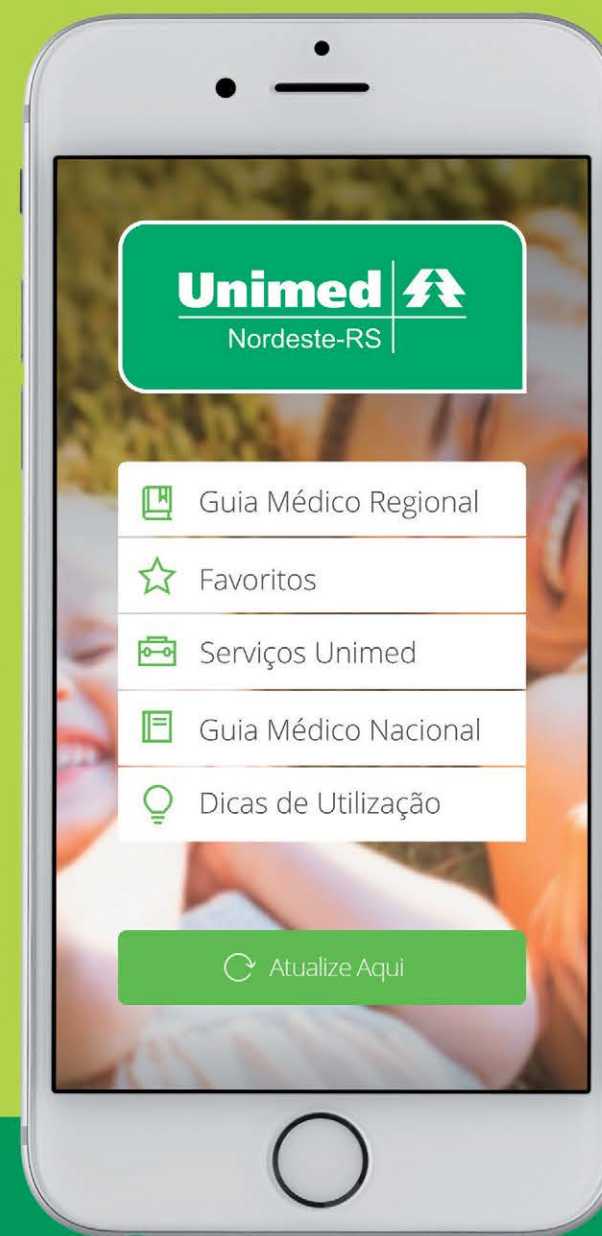 Unimed
Nordeste-RS
Guia Médico Regional
Favoritos
Serviços Unimed
Guia Médico Nacional
Dicas de Utilização
Atualize Aqui